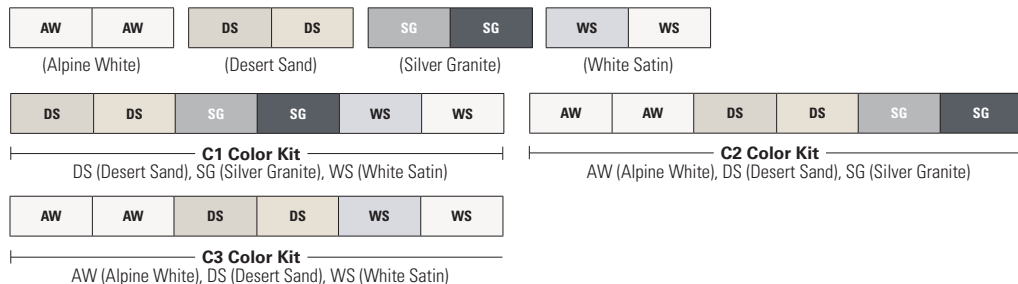 AW AW DS DS SG SG WS WS
(Alpine White) (Desert Sand) (Silver Granite) (White Satin)
DS DS SG SG WS WS
C1 Color Kit
DS (Desert Sand), SG (Silver Granite), WS (White Satin)
AW AW DS DS SG SG
C2 Color Kit
AW (Alpine White), DS (Desert Sand), SG (Silver Granite)
AW AW DS DS WS WS
C3 Color Kit
AW (Alpine White), DS (Desert Sand), WS (White Satin)